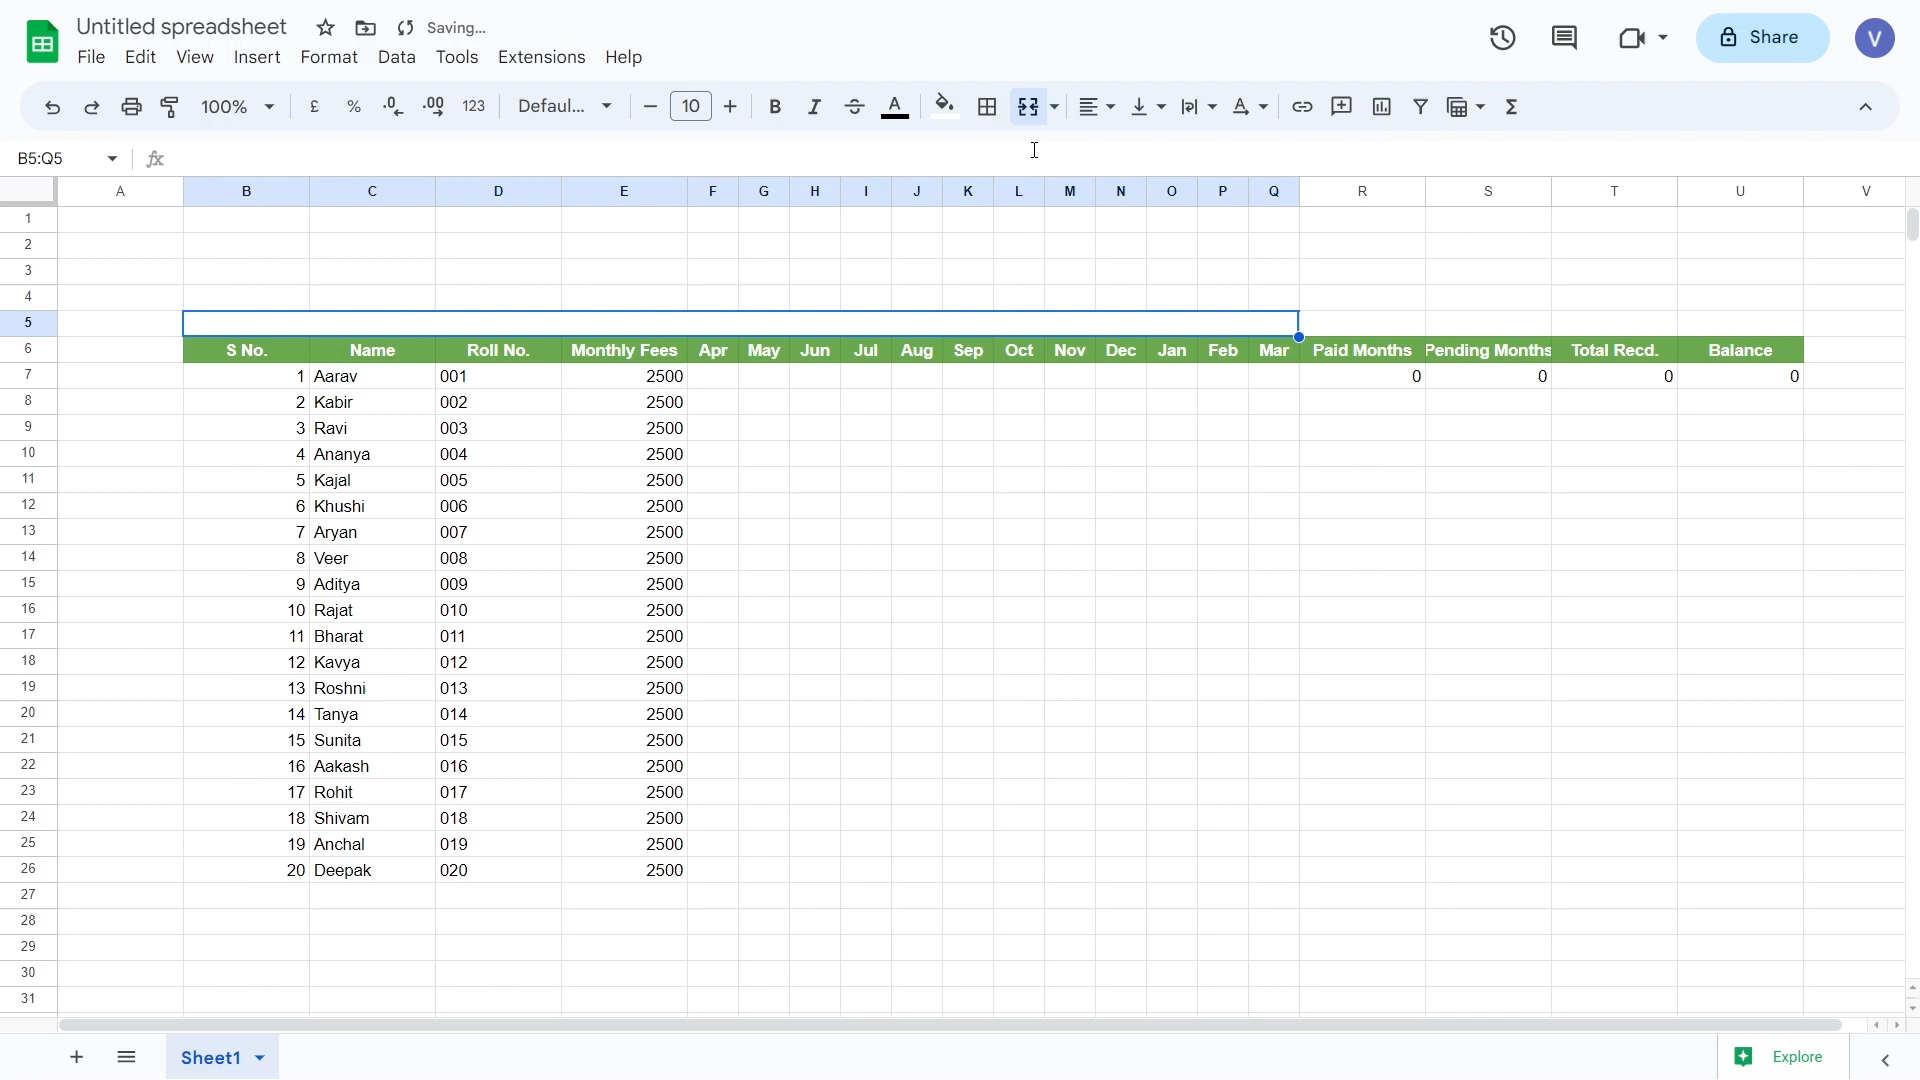 Untitled spreadsheet Saving...
File Edit View Insert Format Data Tools Extensions Help
Share V
100% £ % .0 .00 123 Defaul... 10 B I A A Σ
B5:Q5 fx
A B C D E F G H I J K L M N O P Q R S T U V
1
2
3
4
5
6 S No. Name Roll No. Monthly Fees Apr May Jun Jul Aug Sep Oct Nov Dec Jan Feb Mar Paid Months Pending Months Total Recd. Balance
7 1 Aarav 001 2500 0 0 0 0
8 2 Kabir 002 2500
9 3 Ravi 003 2500
10 4 Ananya 004 2500
11 5 Kajal 005 2500
12 6 Khushi 006 2500
13 7 Aryan 007 2500
14 8 Veer 008 2500
15 9 Aditya 009 2500
16 10 Rajat 010 2500
17 11 Bharat 011 2500
18 12 Kavya 012 2500
19 13 Roshni 013 2500
20 14 Tanya 014 2500
21 15 Sunita 015 2500
22 16 Aakash 016 2500
23 17 Rohit 017 2500
24 18 Shivam 018 2500
25 19 Anchal 019 2500
26 20 Deepak 020 2500
27
28
29
30
31
Sheet1 Explore